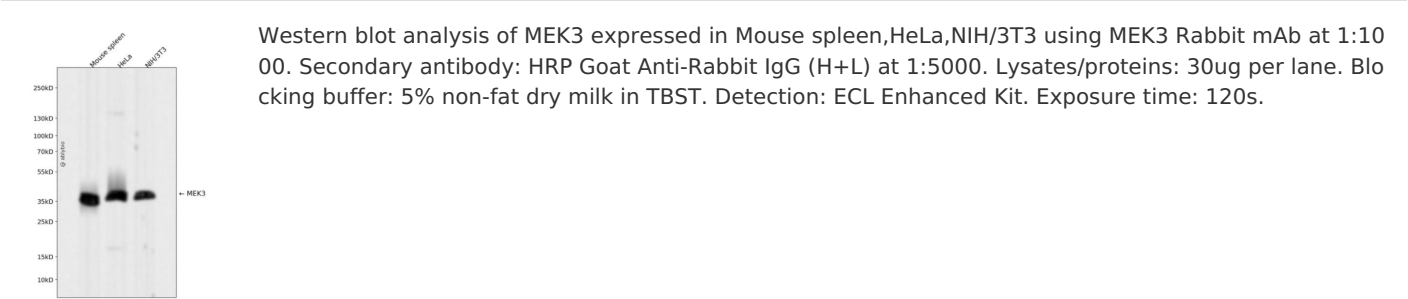 Western blot analysis of MEK3 expressed in Mouse spleen,HeLa,NIH/3T3 using MEK3 Rabbit mAb at 1:10
00. Secondary antibody: HRP Goat Anti-Rabbit IgG (H+L) at 1:5000. Lysates/proteins: 30ug per lane. Blo
cking buffer: 5% non-fat dry milk in TBST. Detection: ECL Enhanced Kit. Exposure time: 120s.
Mouse spleen
HeLa
NIH/3T3
250kD
130kD
100kD
70kD
55kD
35kD
25kD
15kD
10kD
← MEK3